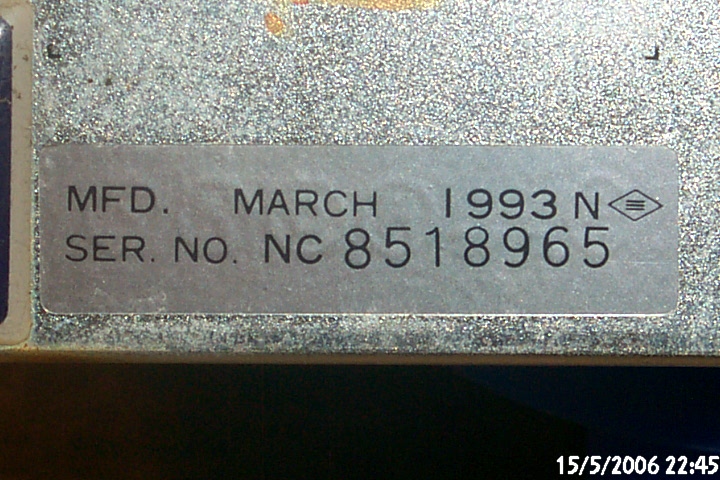 MFD. MARCH 1993 N
SER. NO. NC 8518965
15/5/2006 22:45